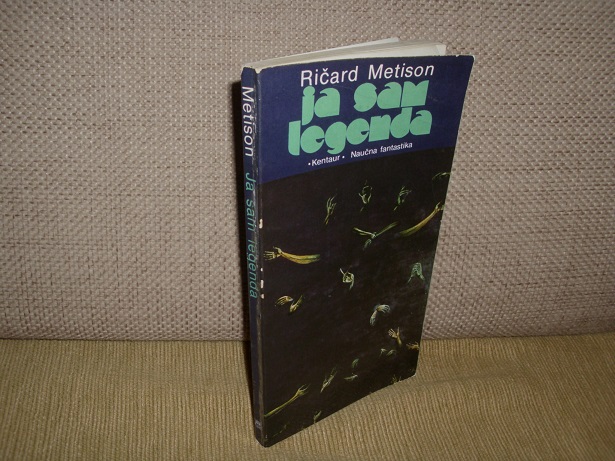 Ričard Metison
ja sam
legenda
•Kentaur• Naučna fantastika
Metison Ja sam legenda